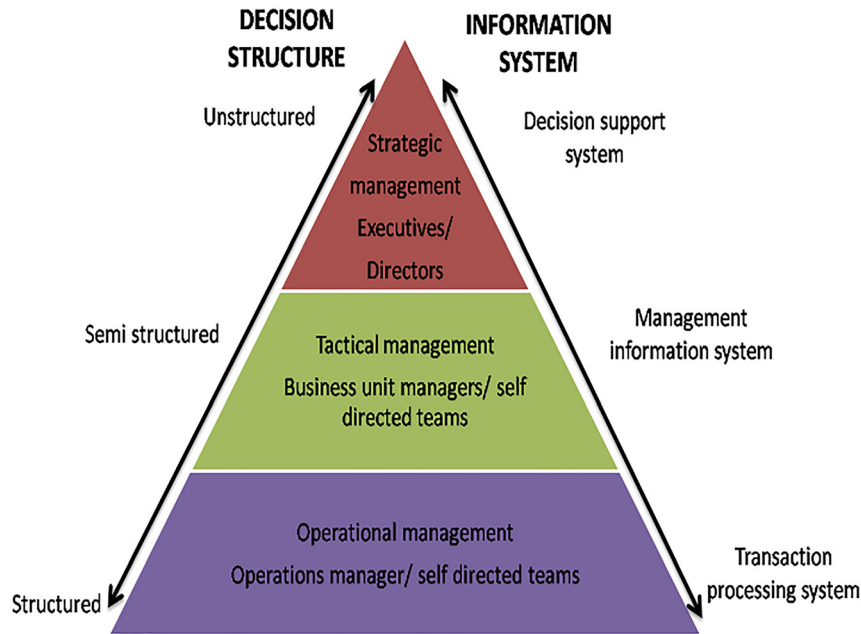 DECISION
STRUCTURE
INFORMATION
SYSTEM
Unstructured
Decision support
system
Strategic
management
Executives/
Directors
Semi structured
Management
information system
Tactical management
Business unit managers/ self
directed teams
Operational management
Operations manager/ self directed teams
Structured
Transaction
processing system